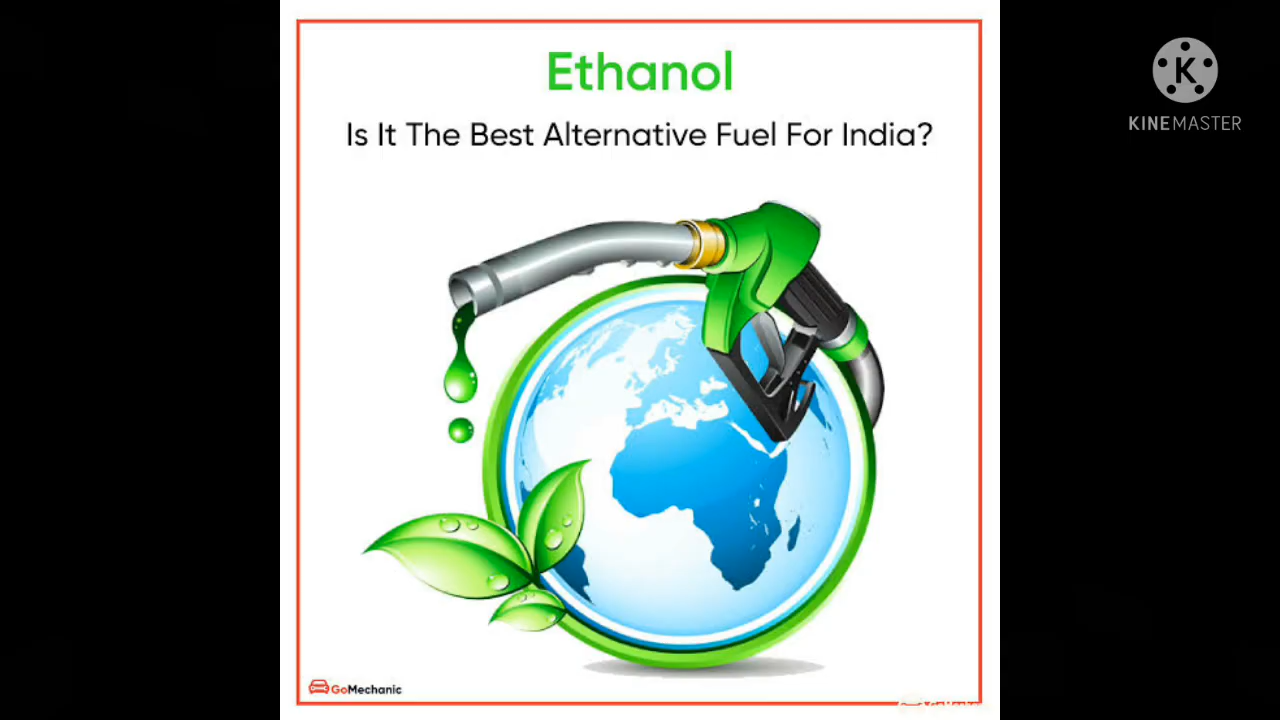 Ethanol
Is It The Best Alternative Fuel For India?
K
KINEMASTER
GoMechanic